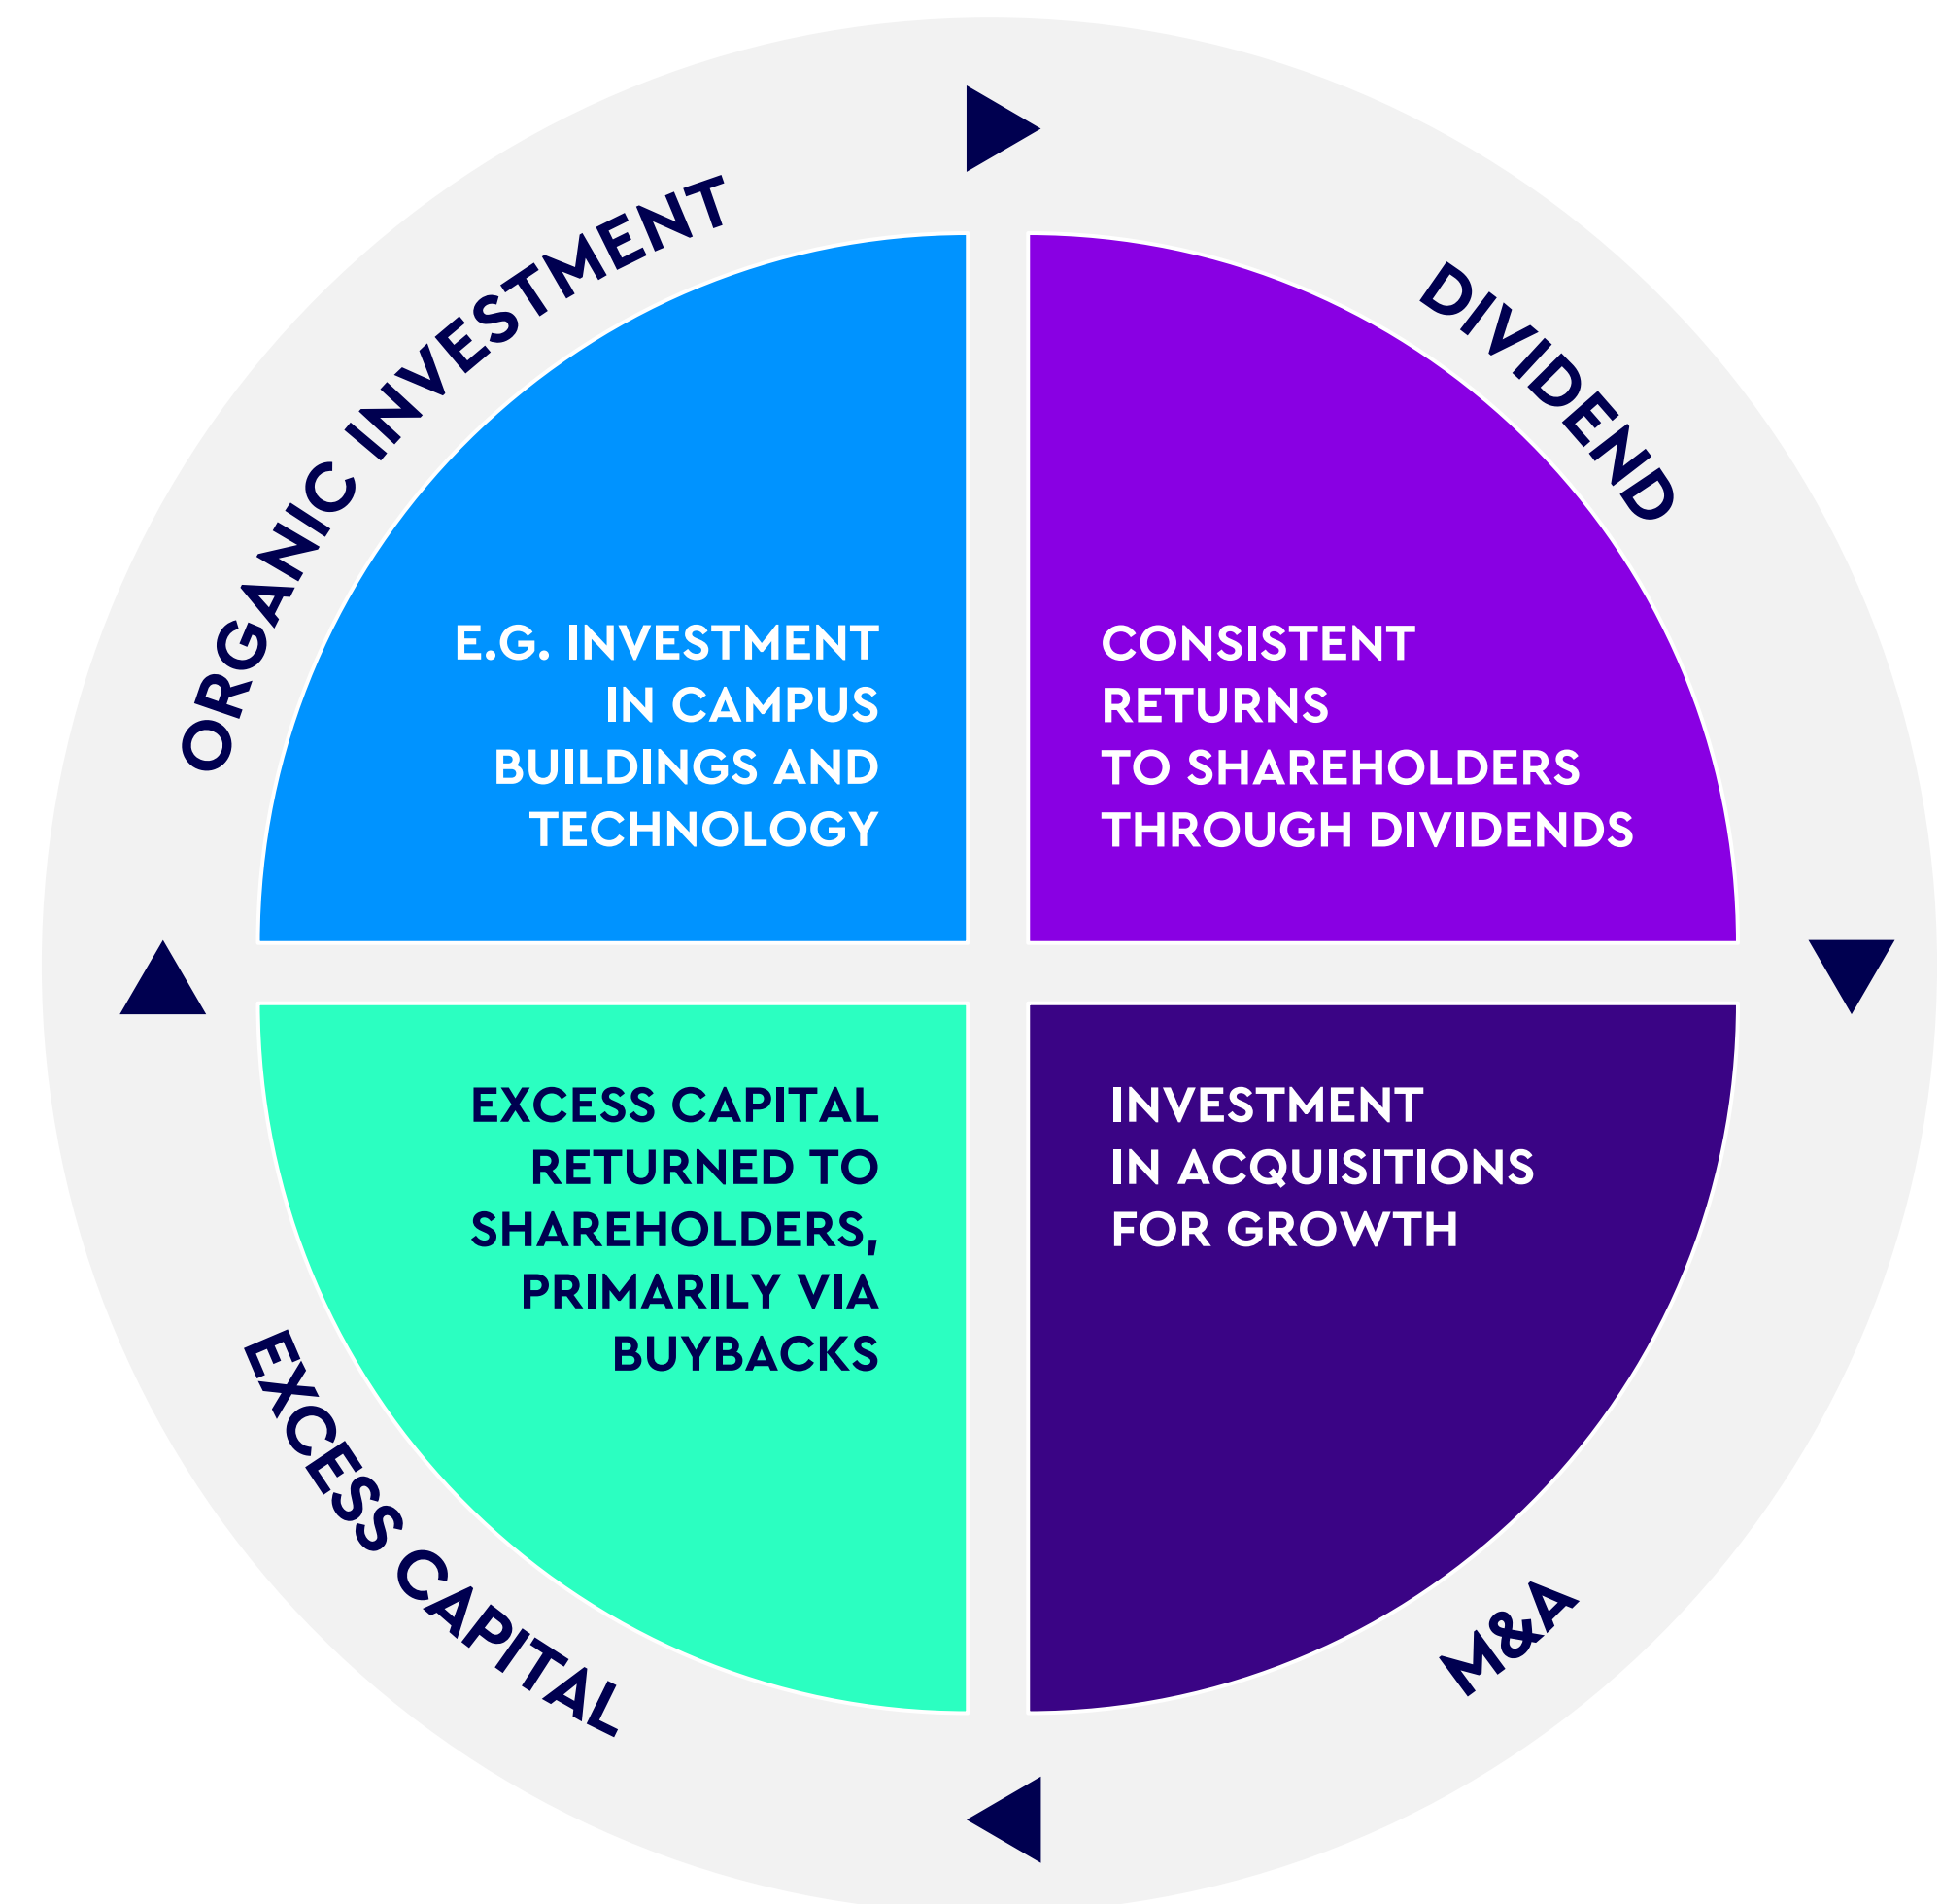 ORGANIC INVESTMENT
E.G. INVESTMENT
IN CAMPUS
BUILDINGS AND
TECHNOLOGY
DIVIDEND
CONSISTENT
RETURNS
TO SHAREHOLDERS
THROUGH DIVIDENDS
M&A
INVESTMENT
IN ACQUISITIONS
FOR GROWTH
EXCESS CAPITAL
EXCESS CAPITAL
RETURNED TO
SHAREHOLDERS,
PRIMARILY VIA
BUYBACKS